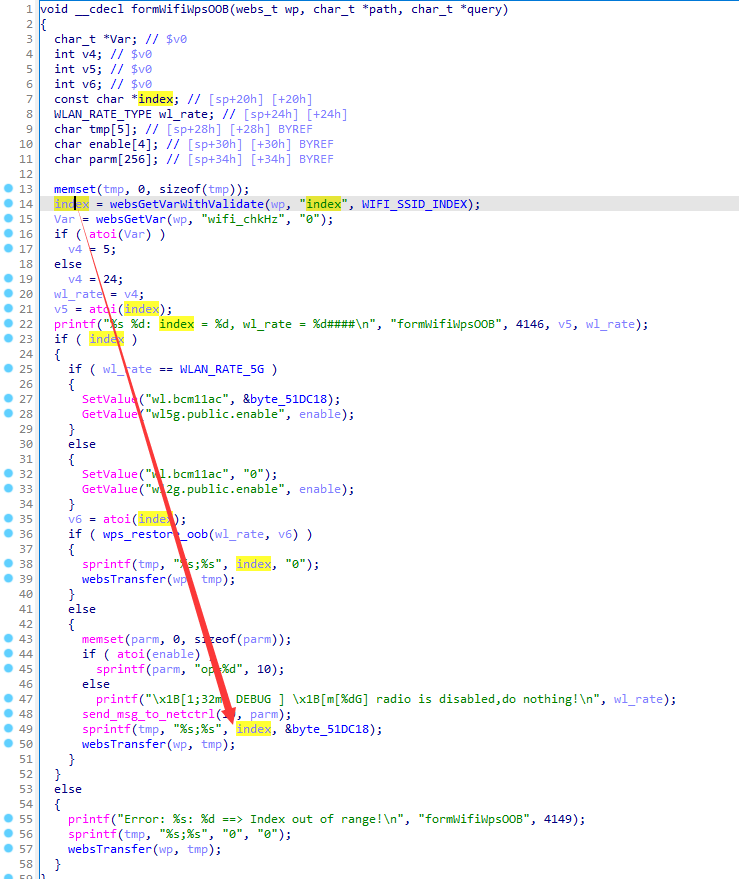 1 void __cdecl formWifiWpsOOB(webs_t wp, char_t *path, char_t *query)
2 {
3 char_t *Var; // $v0
4 int v4; // $v0
5 int v5; // $v0
6 int v6; // $v0
7 const char *index; // [sp+20h] [+20h]
8 WLAN_RATE_TYPE wl_rate; // [sp+24h] [+24h]
9 char tmp[5]; // [sp+28h] [+28h] BYREF
10 char enable[4]; // [sp+30h] [+30h] BYREF
11 char parm[256]; // [sp+34h] [+34h] BYREF
12
13 memset(tmp, 0, sizeof(tmp));
14 index = websGetVarWithValidate(wp, "index", WIFI_SSID_INDEX);
15 Var = websGetVar(wp, "wifi_chkHz", "0");
16 if ( atoi(Var) )
17 v4 = 5;
18 else
19 v4 = 24;
20 wl_rate = v4;
21 v5 = atoi(index);
22 printf("%s %d: index = %d, wl_rate = %d####\n", "formWifiWpsOOB", 4146, v5, wl_rate);
23 if ( index )
24 {
25 if ( wl_rate == WLAN_RATE_5G )
26 {
27 SetValue("wl.bcm11ac", &byte_51DC18);
28 GetValue("wl5g.public.enable", enable);
29 }
30 else
31 {
32 SetValue("wl.bcm11ac", "0");
33 GetValue("wl2g.public.enable", enable);
34 }
35 v6 = atoi(index);
36 if ( wps_restore_oob(wl_rate, v6) )
37 {
38 sprintf(tmp, "%s;%s", index, "0");
39 websTransfer(wp, tmp);
40 }
41 else
42 {
43 memset(parm, 0, sizeof(parm));
44 if ( atoi(enable) )
45 sprintf(parm, "op=%d", 10);
46 else
47 printf("\x1B[1;32m[ DEBUG ] \x1B[m[%dG] radio is disabled,do nothing!\n", wl_rate);
48 send_msg_to_netctrl( , parm);
49 sprintf(tmp, "%s;%s", index, &byte_51DC18);
50 websTransfer(wp, tmp);
51 }
52 }
53 else
54 {
55 printf("Error: %s: %d ==> Index out of range!\n", "formWifiWpsOOB", 4149);
56 sprintf(tmp, "%s;%s", "0", "0");
57 websTransfer(wp, tmp);
58 }